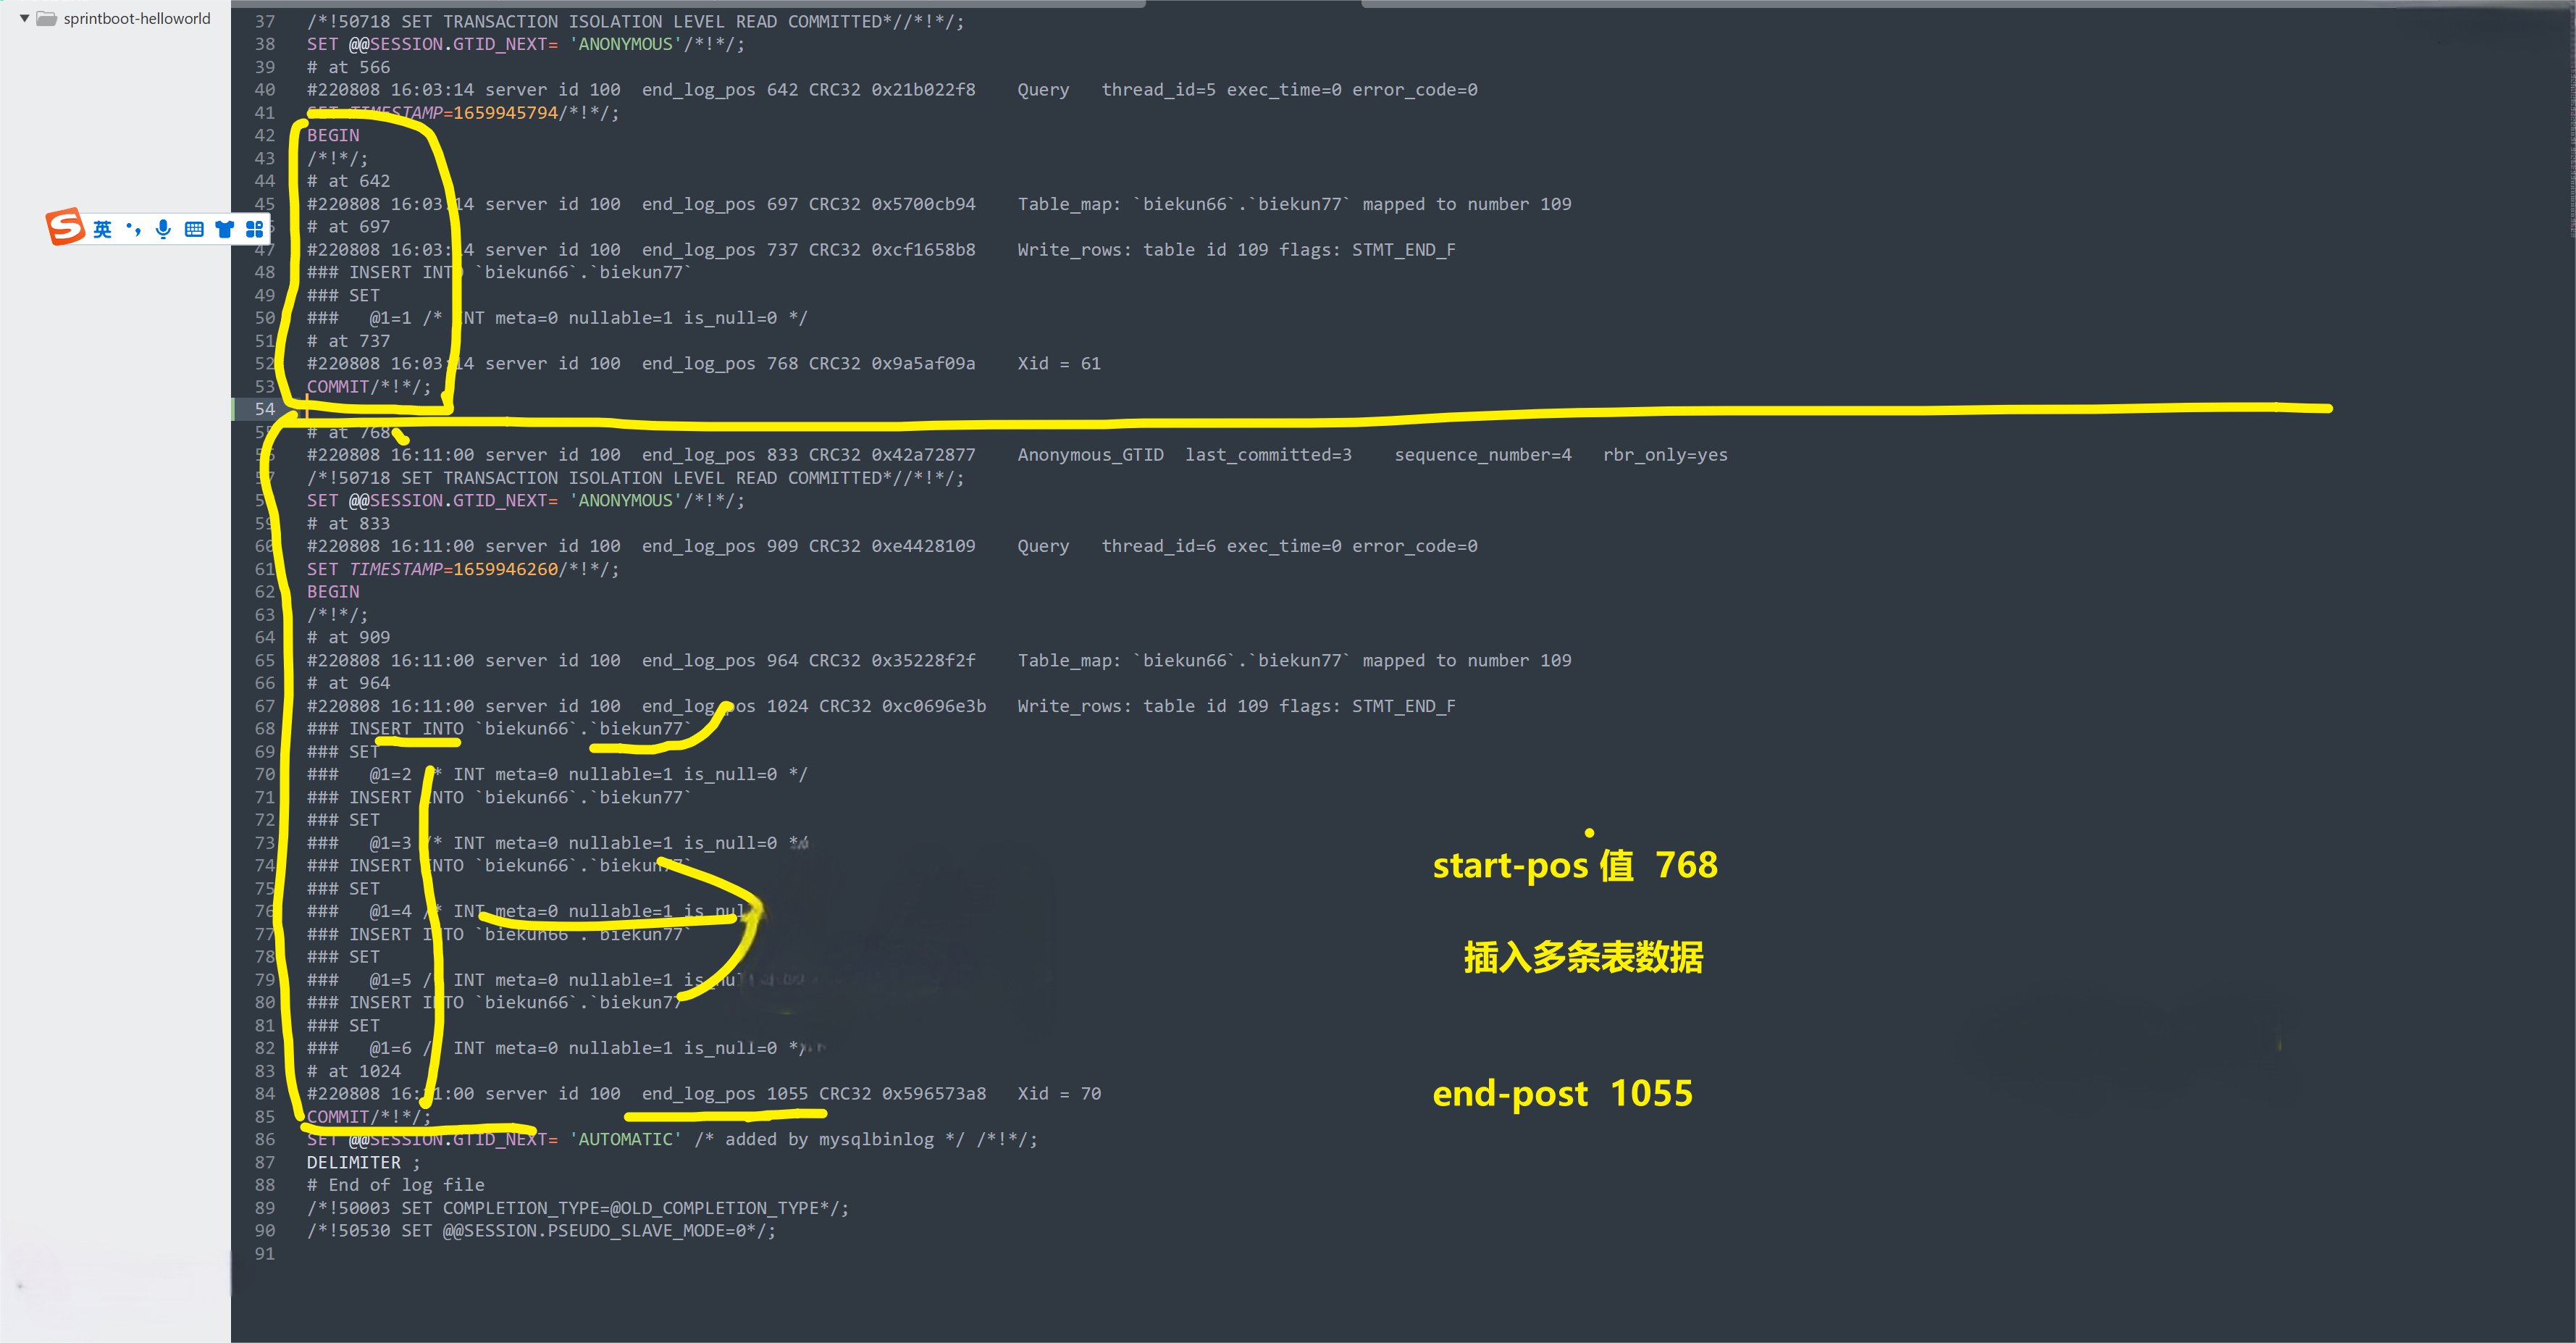 sprintboot-helloworld
37 /*!50718 SET TRANSACTION ISOLATION LEVEL READ COMMITTED*//*!*/;
38 SET @@SESSION.GTID_NEXT= 'ANONYMOUS'/*!*/;
39 # at 566
40 #220808 16:03:14 server id 100  end_log_pos 642 CRC32 0x21b022f8    Query   thread_id=5 exec_time=0 error_code=0
41 SET TIMESTAMP=1659945794/*!*/;
42 BEGIN
43 /*!*/;
44 # at 642
45 #220808 16:03:14 server id 100  end_log_pos 697 CRC32 0x5700cb94    Table_map: `biekun66`.`biekun77` mapped to number 109
英
6 # at 697
47 #220808 16:03:14 server id 100  end_log_pos 737 CRC32 0xcf1658b8    Write_rows: table id 109 flags: STMT_END_F
48 ### INSERT INTO `biekun66`.`biekun77`
49 ### SET
50 ###   @1=1 /* INT meta=0 nullable=1 is_null=0 */
51 # at 737
52 #220808 16:03:14 server id 100  end_log_pos 768 CRC32 0x9a5af09a    Xid = 61
53 COMMIT/*!*/;
54
55 # at 768
56 #220808 16:11:00 server id 100  end_log_pos 833 CRC32 0x42a72877    Anonymous_GTID  last_committed=3    sequence_number=4   rbr_only=yes
57 /*!50718 SET TRANSACTION ISOLATION LEVEL READ COMMITTED*//*!*/;
58 SET @@SESSION.GTID_NEXT= 'ANONYMOUS'/*!*/;
59 # at 833
60 #220808 16:11:00 server id 100  end_log_pos 909 CRC32 0xe4428109    Query   thread_id=6 exec_time=0 error_code=0
61 SET TIMESTAMP=1659946260/*!*/;
62 BEGIN
63 /*!*/;
64 # at 909
65 #220808 16:11:00 server id 100  end_log_pos 964 CRC32 0x35228f2f    Table_map: `biekun66`.`biekun77` mapped to number 109
66 # at 964
67 #220808 16:11:00 server id 100  end_log_pos 1024 CRC32 0xc0696e3b   Write_rows: table id 109 flags: STMT_END_F
68 ### INSERT INTO `biekun66`.`biekun77`
69 ### SET
70 ###   @1=2 /* INT meta=0 nullable=1 is_null=0 */
71 ### INSERT INTO `biekun66`.`biekun77`
72 ### SET
73 ###   @1=3 /* INT meta=0 nullable=1 is_null=0 */
74 ### INSERT INTO `biekun66`.`biekun77`
start-pos 值 768
75 ### SET
76 ###   @1=4 /* INT meta=0 nullable=1 is_nul
77 ### INSERT INTO `biekun66`.`biekun77`
78 ### SET
插入多条表数据
79 ###   @1=5 /* INT meta=0 nullable=1 is_nu
80 ### INSERT INTO `biekun66`.`biekun77
81 ### SET
82 ###   @1=6 /* INT meta=0 nullable=1 is_null=0 */
83 # at 1024
84 #220808 16:11:00 server id 100  end_log_pos 1055 CRC32 0x596573a8   Xid = 70
end-post 1055
85 COMMIT/*!*/;
86 SET @@SESSION.GTID_NEXT= 'AUTOMATIC' /* added by mysqlbinlog */ /*!*/;
87 DELIMITER ;
88 # End of log file
89 /*!50003 SET COMPLETION_TYPE=@OLD_COMPLETION_TYPE*/;
90 /*!50530 SET @@SESSION.PSEUDO_SLAVE_MODE=0*/;
91